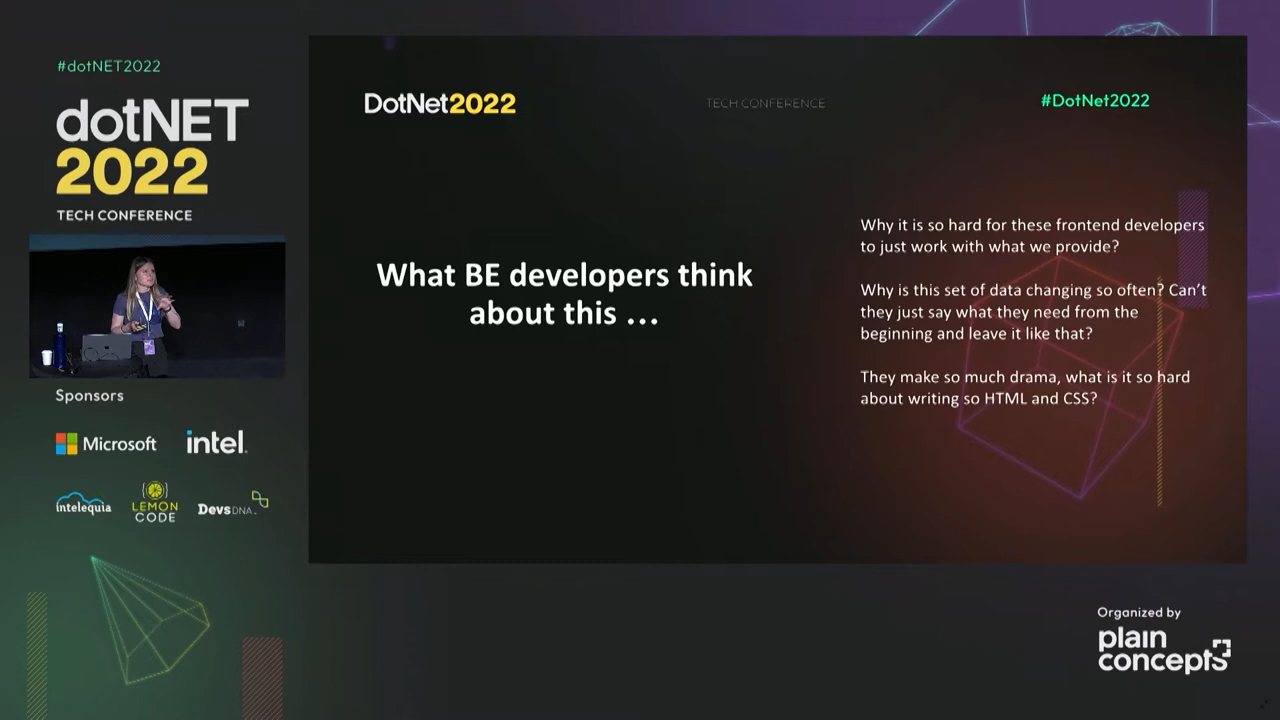 #dotNET2022
dotNET
2022
TECH CONFERENCE
Sponsors
Microsoft
intel.
intelequia
LEMON
CODE
DevsDNA_
DotNet2022
TECH CONFERENCE
#DotNet2022
What BE developers think
about this ...
Why it is so hard for these frontend developers
to just work with what we provide?
Why is this set of data changing so often? Can't
they just say what they need from the
beginning and leave it like that?
They make so much drama, what is it so hard
about writing so HTML and CSS?
Organized by
plain
concepts